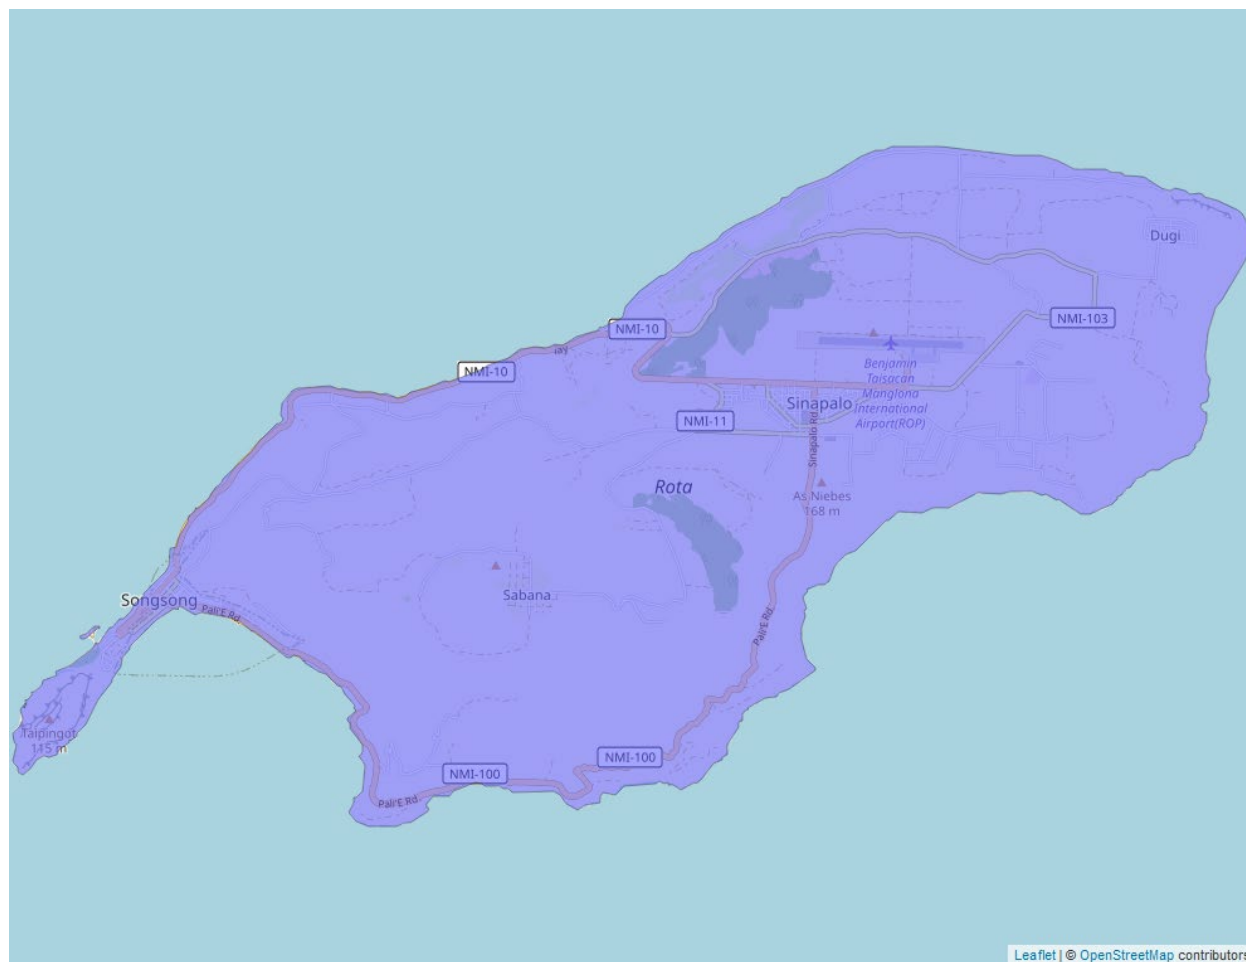 Dugi
NMI-10
NMI-103
NMI-10
Benjamin
Taisacan
Manglona
International
Airport(ROP)
Sinapalo
NMI-11
Sinapalo Rd
Rota
As Niebes
168 m
Sabana
Songsong
Pali'E Rd
Pali'E Rd
Taipingot
115 m
NMI-100
NMI-100
Pali'E Rd
Leaflet | © OpenStreetMap contributors